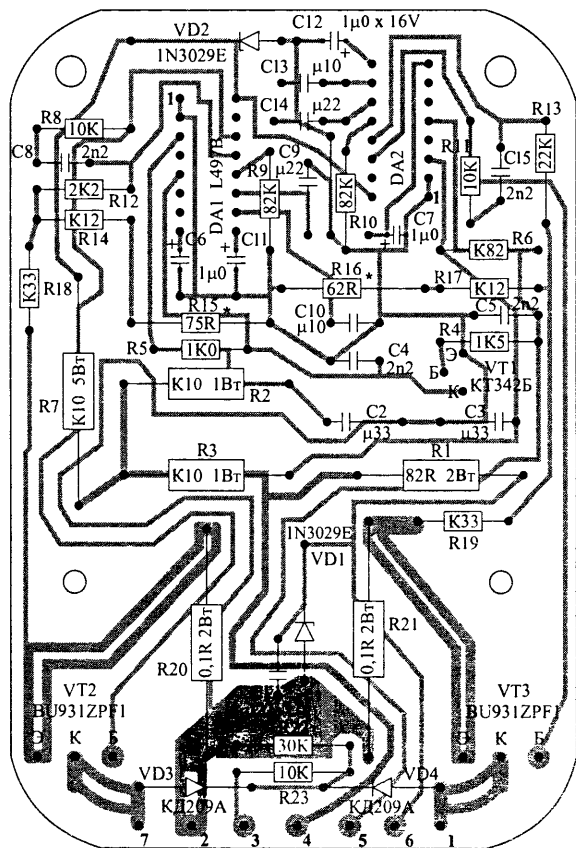 C12
1µ0 x 16V
VD2
1N3029E
C13
µ10
C14
µ22
R8
10K
1
R13
22K
C8
2n2
2K2
R12
K12
R14
DA1 L497B
R9
82K
C9
µ22
82K
R10
DA2
1
R11
10K
C15
2n2
C7
1µ0
K82
R6
C6
1µ0
C11
K33
R18
R16
62R
*
R17
K12
R15
75R
*
C10
µ10
C5
2n2
R4
1K5
R5
1K0
C4
2n2
Э
Б
К
VT1
КТ342Б
R7
K10 5Вт
K10 1Вт
R2
C2
µ33
C3
µ33
R3
K10 1Вт
R1
82R 2Вт
1N3029E
VD1
K33
R19
R20
0,1R 2Вт
0,1R 2Вт
R21
VT2
BU931ZPF1
Э
К
Б
VT3
BU931ZPF1
Э
К
Б
30K
10K
R23
VD3
КД209А
VD4
КД209А
7
2
3
4
5
6
1